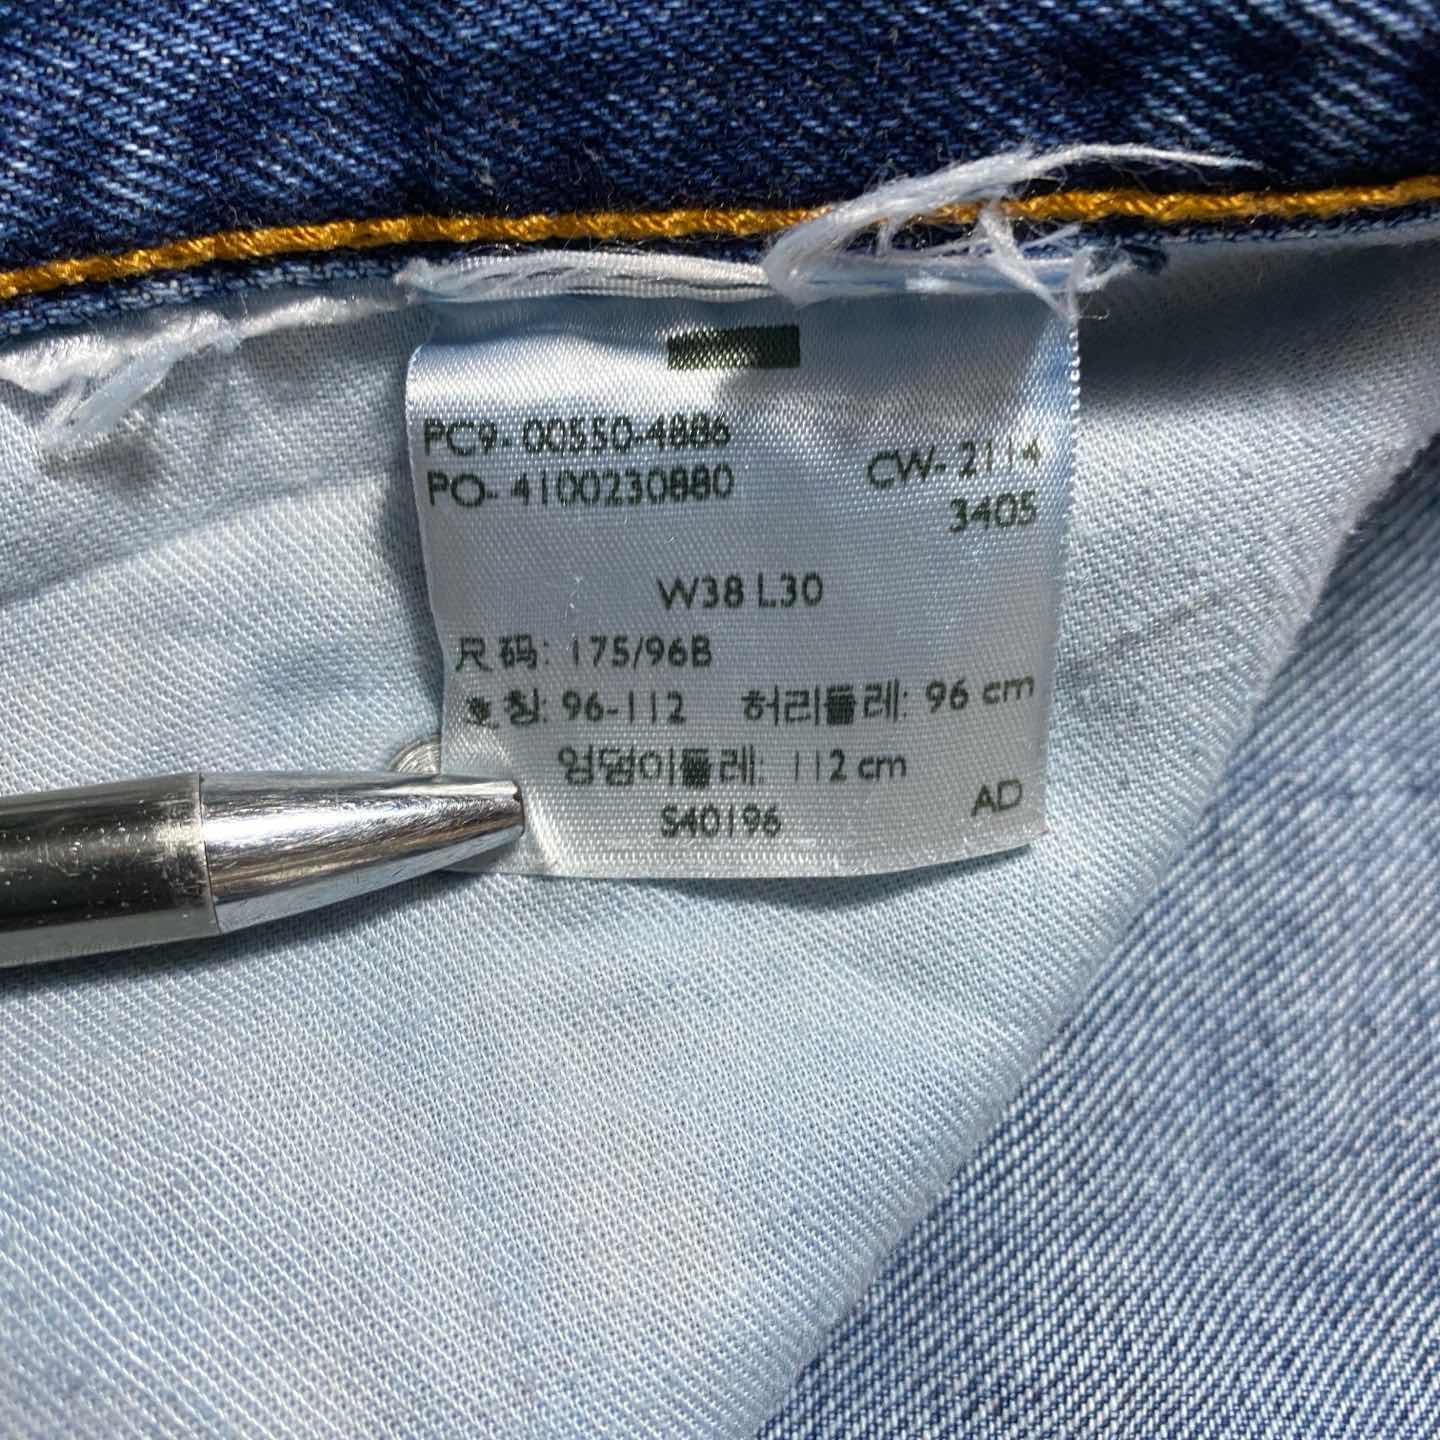 PC9- 00550-4886
PO- 4100230880
CW- 2114
3405
W38 L30
尺码: 175/96B
호칭: 96-112 허리둘레: 96 cm
엉덩이둘레: 112 cm
S40196
AD